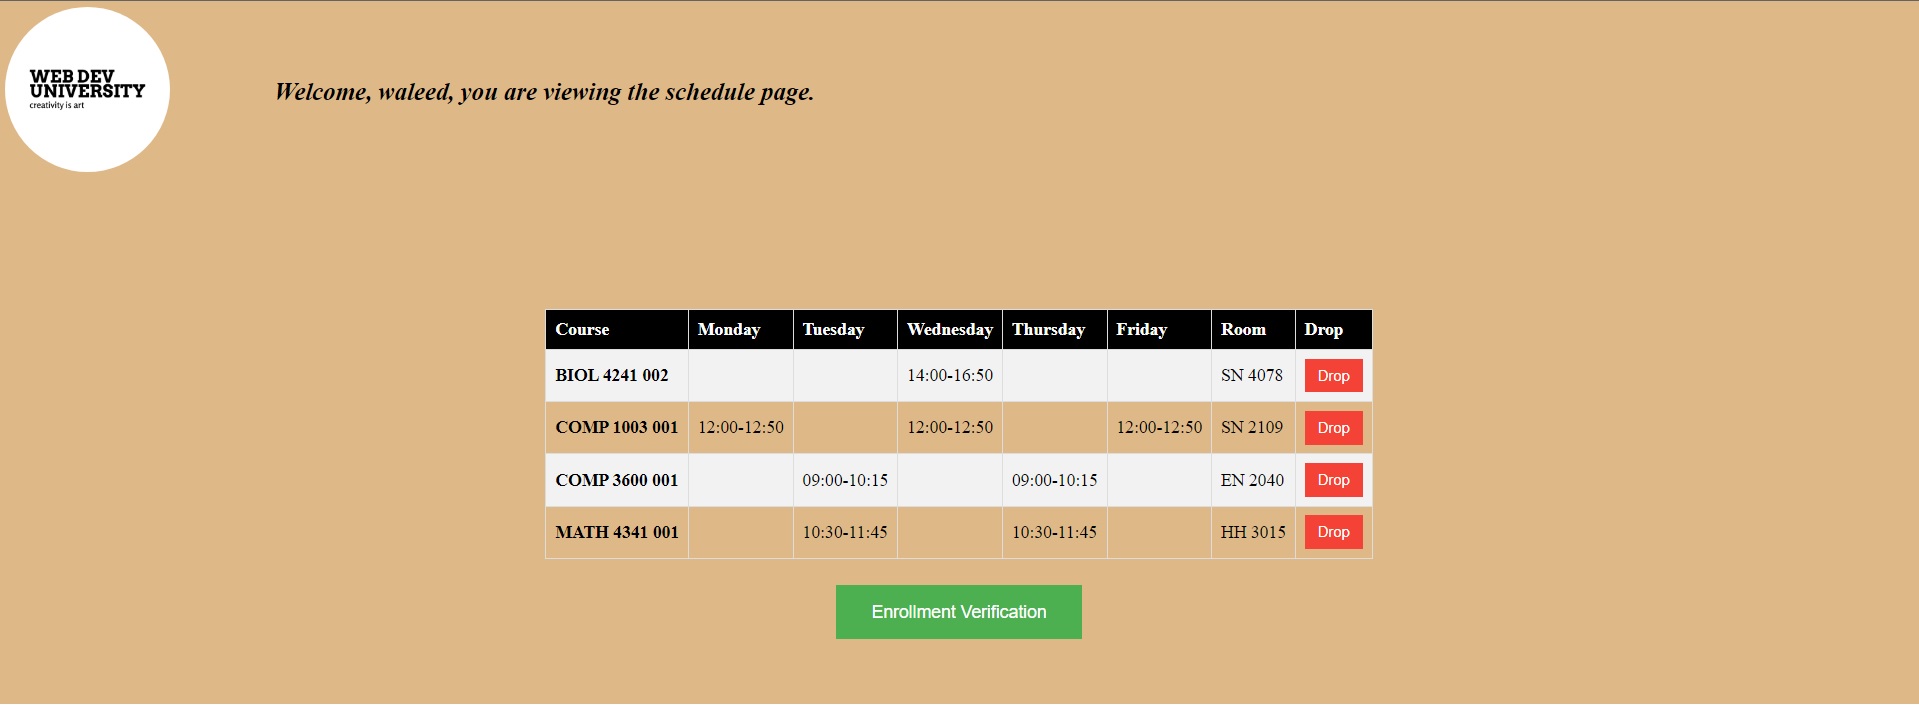 WEB DEV
UNIVERSITY
creativity is art
Welcome, waleed, you are viewing the schedule page.
Course Monday Tuesday Wednesday Thursday Friday Room Drop
BIOL 4241 002 14:00-16:50 SN 4078 Drop
COMP 1003 001 12:00-12:50 12:00-12:50 12:00-12:50 SN 2109 Drop
COMP 3600 001 09:00-10:15 09:00-10:15 EN 2040 Drop
MATH 4341 001 10:30-11:45 10:30-11:45 HH 3015 Drop
Enrollment Verification